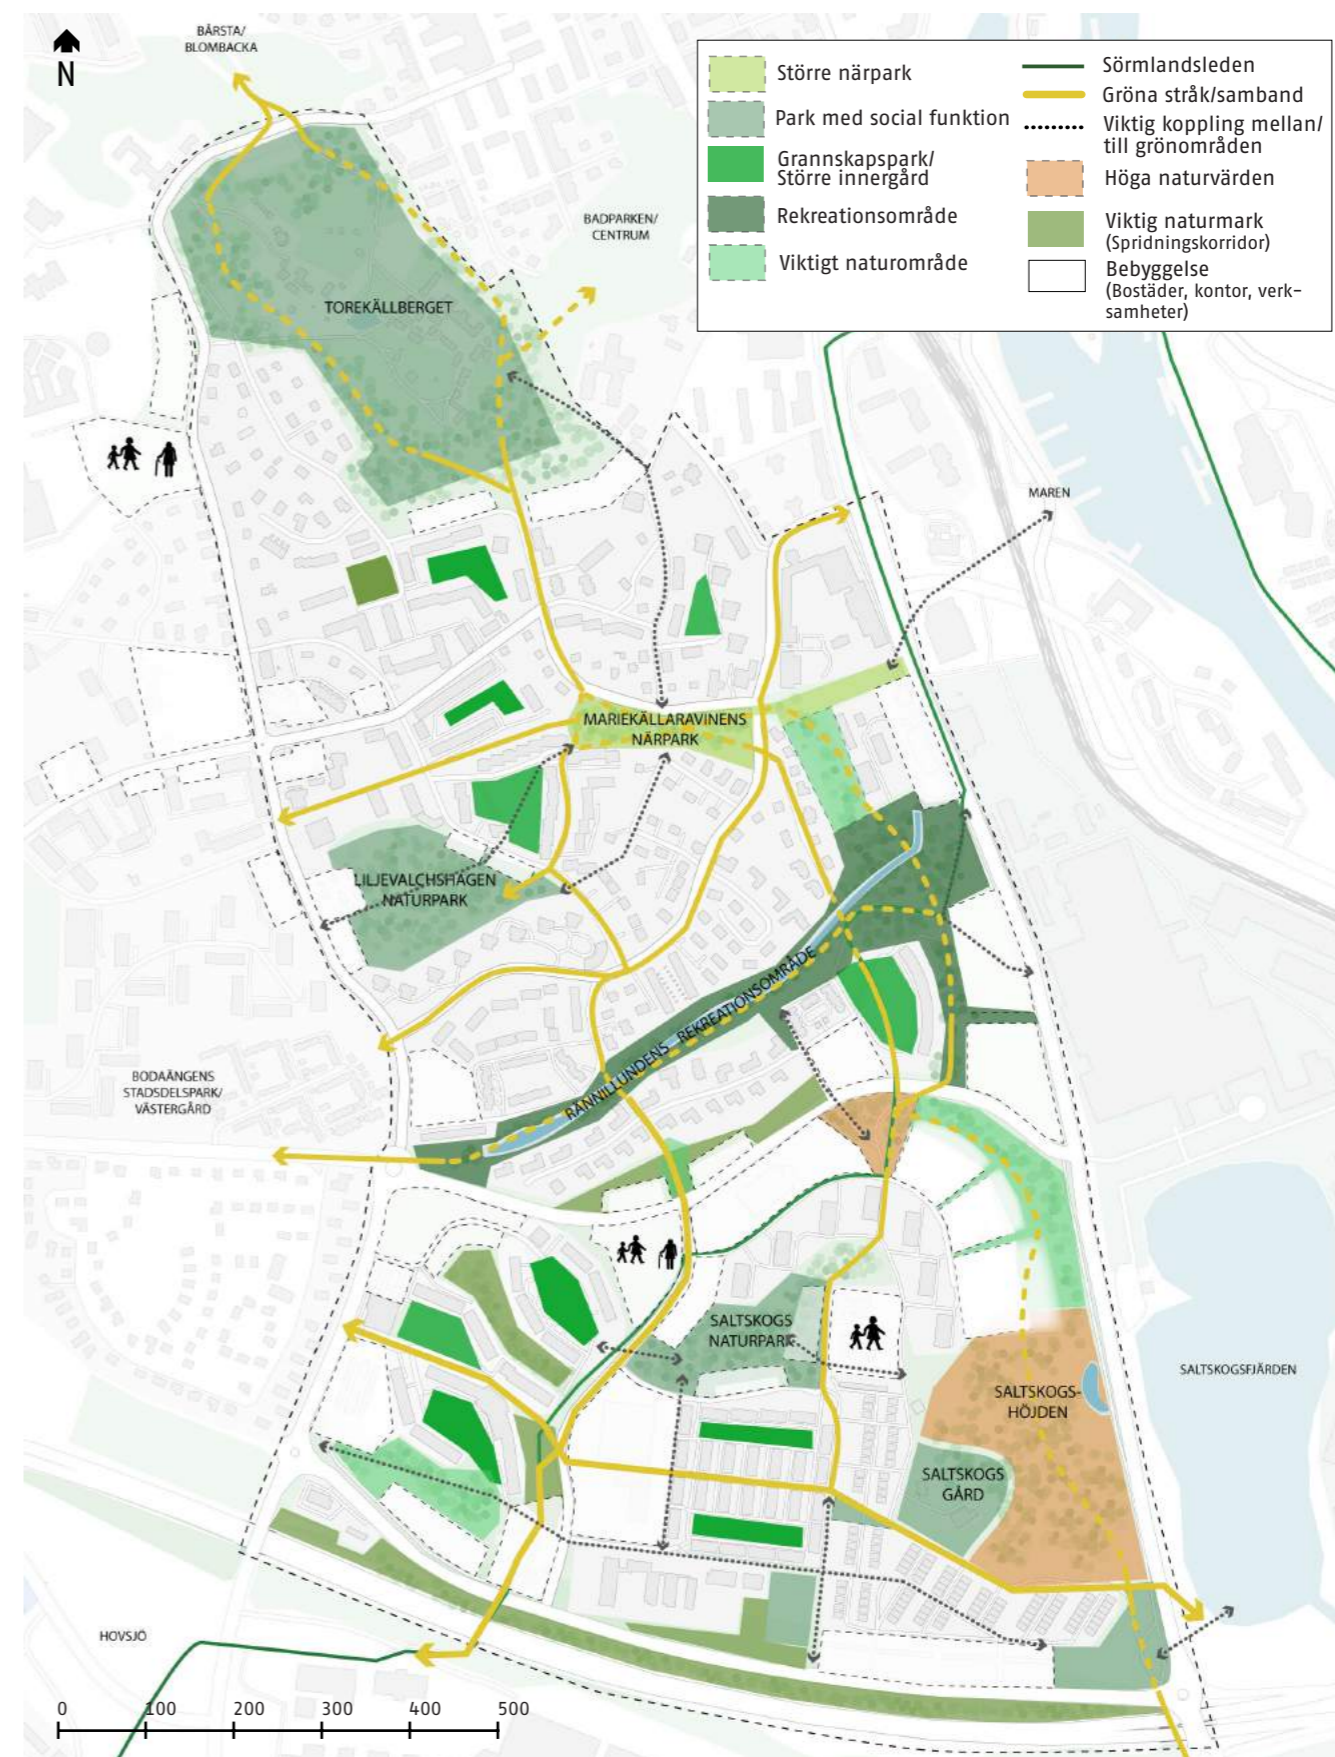 BÅRSTA/
BLOMBACKA
N
Större närpark
Park med social funktion
Grannskapspark/
Större innergård
Rekreationsområde
Viktigt naturområde
Sörmlandsleden
Gröna stråk/samband
Viktig koppling mellan/
till grönområden
Höga naturvärden
Viktig naturmark
(Spridningskorridor)
Bebyggelse
(Bostäder, kontor, verk-
samheter)
BADPARKEN/
CENTRUM
TOREKÄLLBERGET
MAREN
MARIEKÄLLARAVINENS
NÄRPARK
LILJEVALCHSHAGEN
NATURPARK
RÄNNILLUNDENS REKREATIONSOMRÅDE
BODAÄNGENS
STADSDELSPARK/
VÄSTERGÅRD
SALTSKOGS
NATURPARK
SALTSKOGSFJÄRDEN
SALTSKOGS-
HÖJDEN
SALTSKOGS
GÅRD
HOVSJÖ
0 100 200 300 400 500